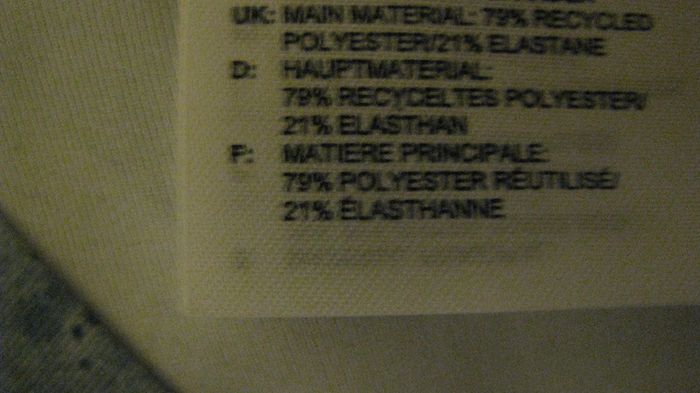 UK: MAIN MATERIAL: 79% RECYCLED
POLYESTER/21% ELASTANE
D: HAUPTMATERIAL:
79% RECYCELTES POLYESTER/
21% ELASTHAN
F: MATIERE PRINCIPALE:
79% POLYESTER RÉUTILISÉ/
21% ÉLASTHANNE